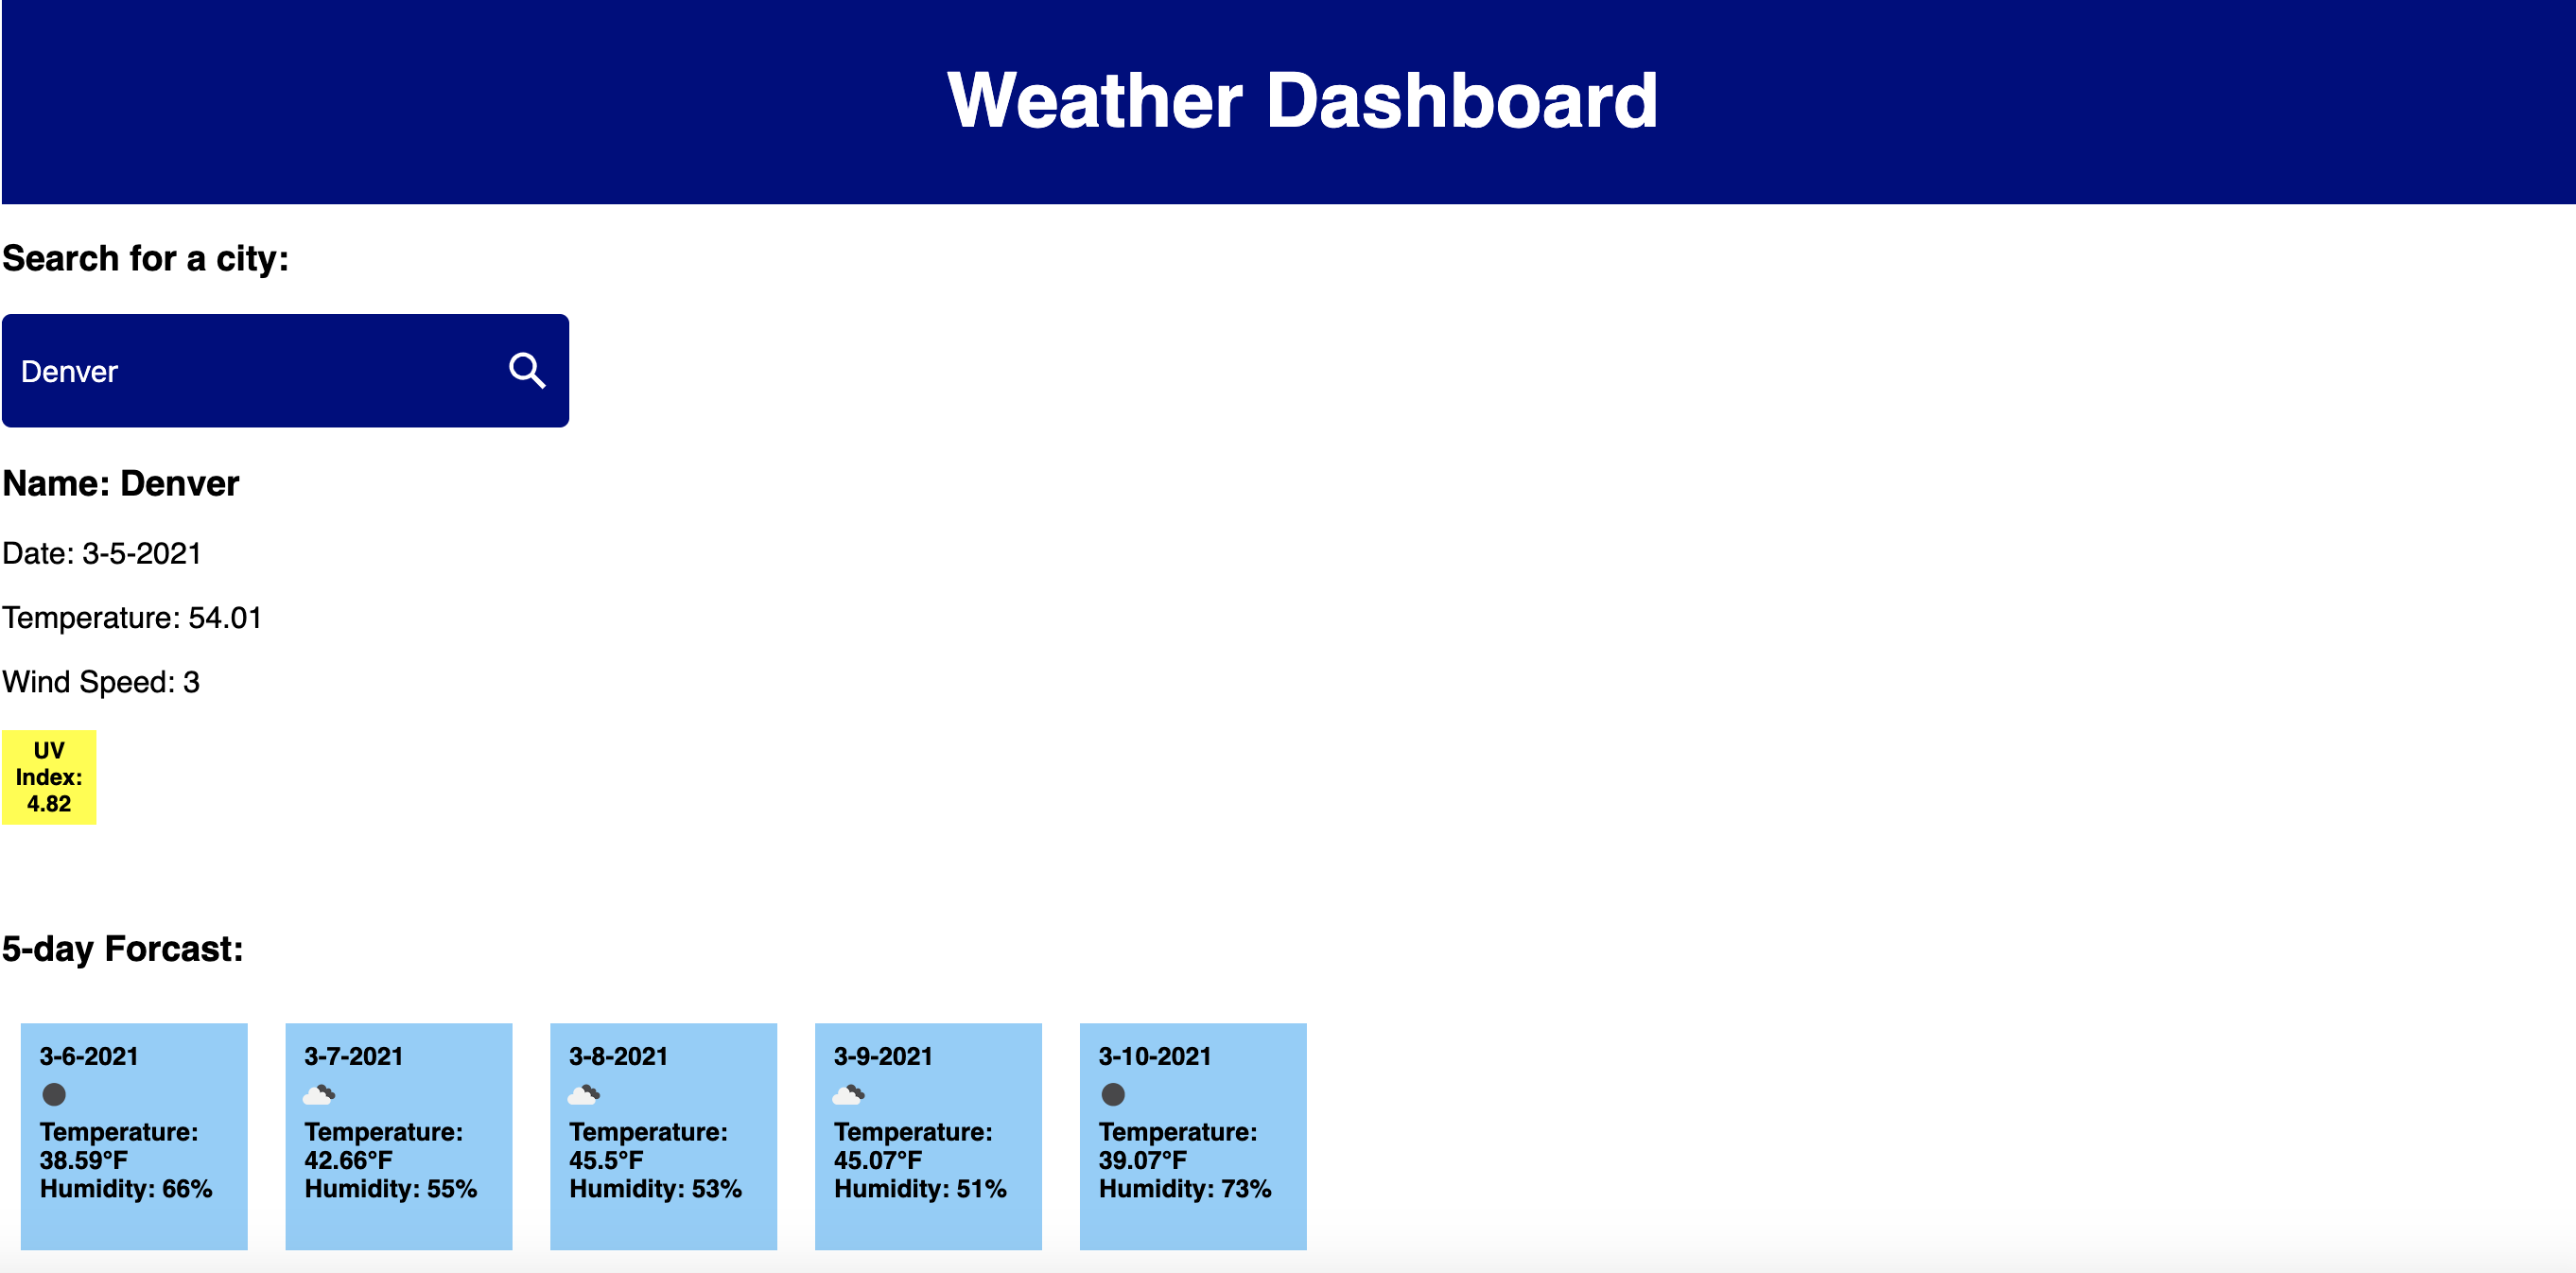 Weather Dashboard
Search for a city:
Denver
Name: Denver
Date: 3-5-2021
Temperature: 54.01
Wind Speed: 3
UV
Index:
4.82
5-day Forcast:
3-6-2021
Temperature:
38.59°F
Humidity: 66%
3-7-2021
Temperature:
42.66°F
Humidity: 55%
3-8-2021
Temperature:
45.5°F
Humidity: 53%
3-9-2021
Temperature:
45.07°F
Humidity: 51%
3-10-2021
Temperature:
39.07°F
Humidity: 73%